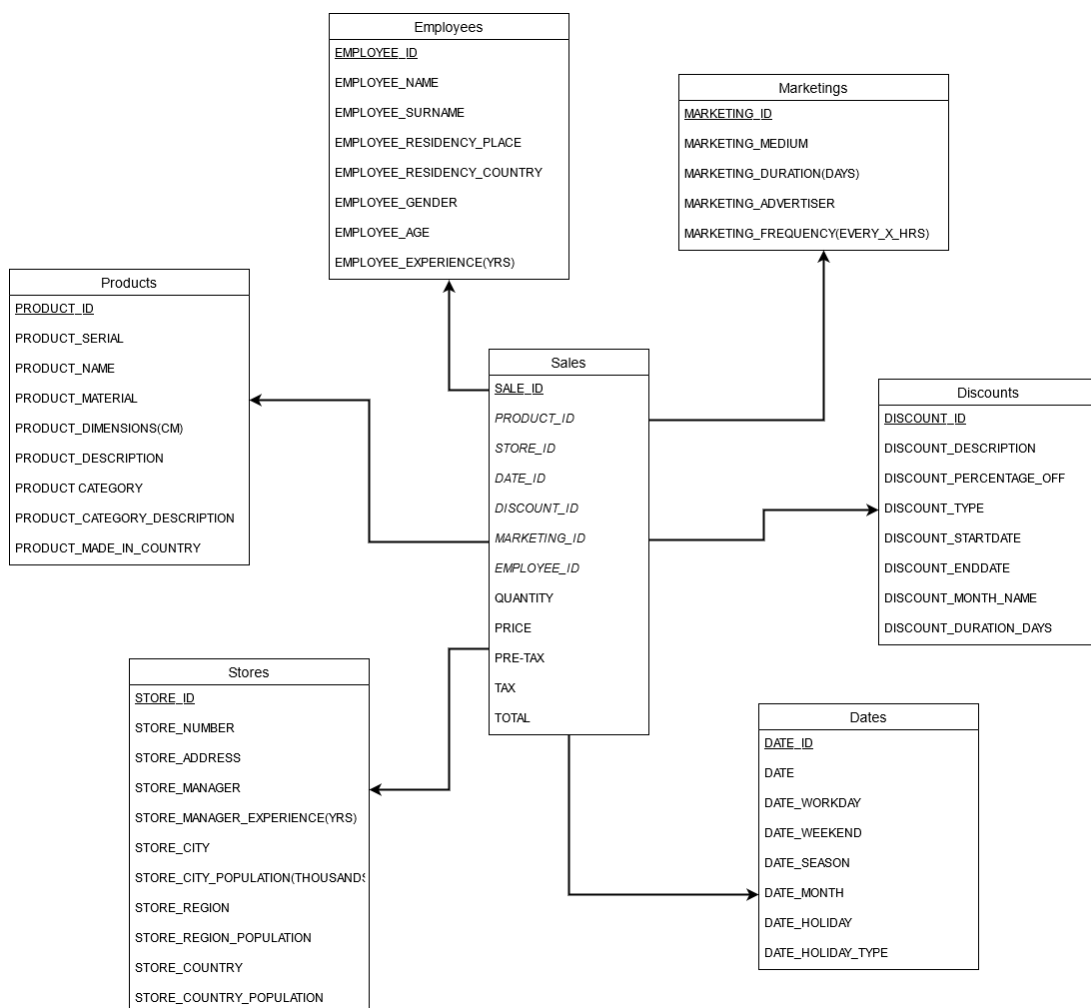 Employees
EMPLOYEE_ID
EMPLOYEE_NAME
EMPLOYEE_SURNAME
EMPLOYEE_RESIDENCY_PLACE
EMPLOYEE_RESIDENCY_COUNTRY
EMPLOYEE_GENDER
EMPLOYEE_AGE
EMPLOYEE_EXPERIENCE(YRS)
Marketings
MARKETING_ID
MARKETING_MEDIUM
MARKETING_DURATION(DAYS)
MARKETING_ADVERTISER
MARKETING_FREQUENCY(EVERY_X_HRS)
Products
PRODUCT_ID
PRODUCT_SERIAL
PRODUCT_NAME
PRODUCT_MATERIAL
PRODUCT_DIMENSIONS(CM)
PRODUCT_DESCRIPTION
PRODUCT CATEGORY
PRODUCT_CATEGORY_DESCRIPTION
PRODUCT_MADE_IN_COUNTRY
Sales
SALE_ID
PRODUCT_ID
STORE_ID
DATE_ID
DISCOUNT_ID
MARKETING_ID
EMPLOYEE_ID
QUANTITY
PRICE
PRE-TAX
TAX
TOTAL
Discounts
DISCOUNT_ID
DISCOUNT_DESCRIPTION
DISCOUNT_PERCENTAGE_OFF
DISCOUNT_TYPE
DISCOUNT_STARTDATE
DISCOUNT_ENDDATE
DISCOUNT_MONTH_NAME
DISCOUNT_DURATION_DAYS
Stores
STORE_ID
STORE_NUMBER
STORE_ADDRESS
STORE_MANAGER
STORE_MANAGER_EXPERIENCE(YRS)
STORE_CITY
STORE_CITY_POPULATION(THOUSANDS
STORE_REGION
STORE_REGION_POPULATION
STORE_COUNTRY
STORE_COUNTRY_POPULATION
Dates
DATE_ID
DATE
DATE_WORKDAY
DATE_WEEKEND
DATE_SEASON
DATE_MONTH
DATE_HOLIDAY
DATE_HOLIDAY_TYPE